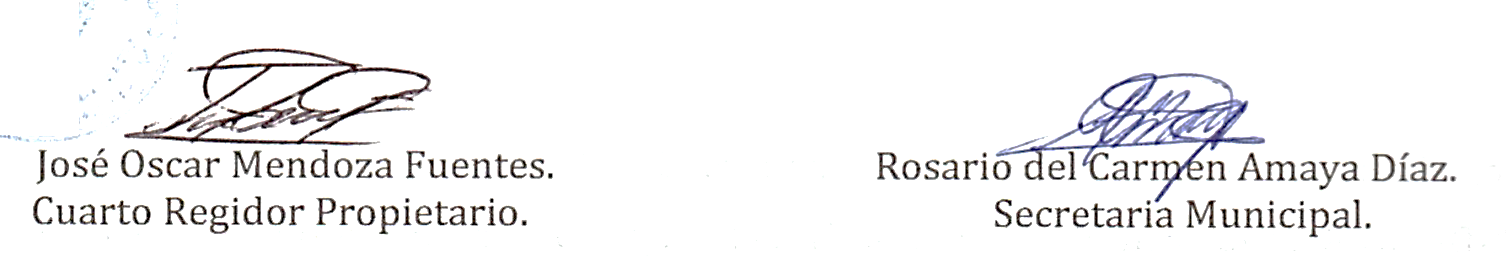 José Oscar Mendoza Fuentes.
Cuarto Regidor Propietario.
Rosario del Carmen Amaya Díaz.
Secretaria Municipal.